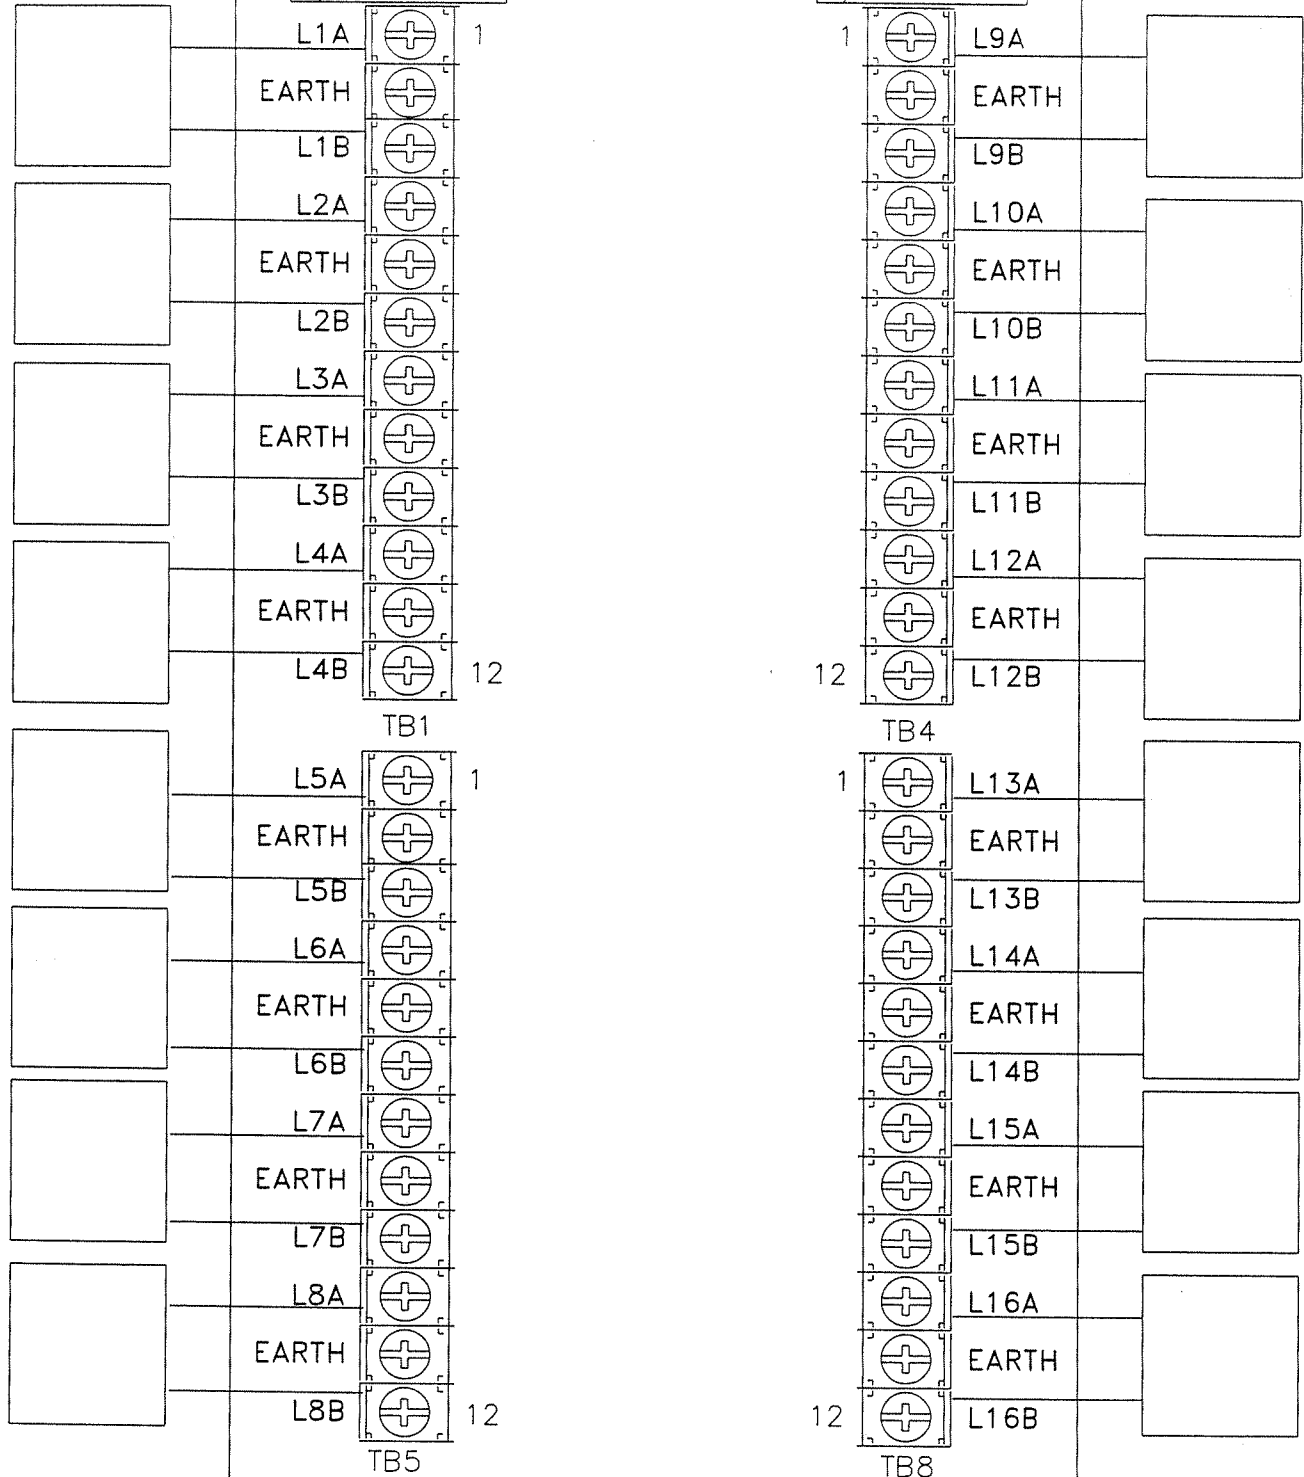 L1A 1
EARTH
L1B
L2A
EARTH
L2B
L3A
EARTH
L3B
L4A
EARTH
L4B 12
TB1
L5A 1
EARTH
L5B
L6A
EARTH
L6B
L7A
EARTH
L7B
L8A
EARTH
L8B 12
TB5
1 L9A
EARTH
L9B
L10A
EARTH
L10B
L11A
EARTH
L11B
L12A
EARTH
12 L12B
TB4
1 L13A
EARTH
L13B
L14A
EARTH
L14B
L15A
EARTH
L15B
L16A
EARTH
12 L16B
TB8